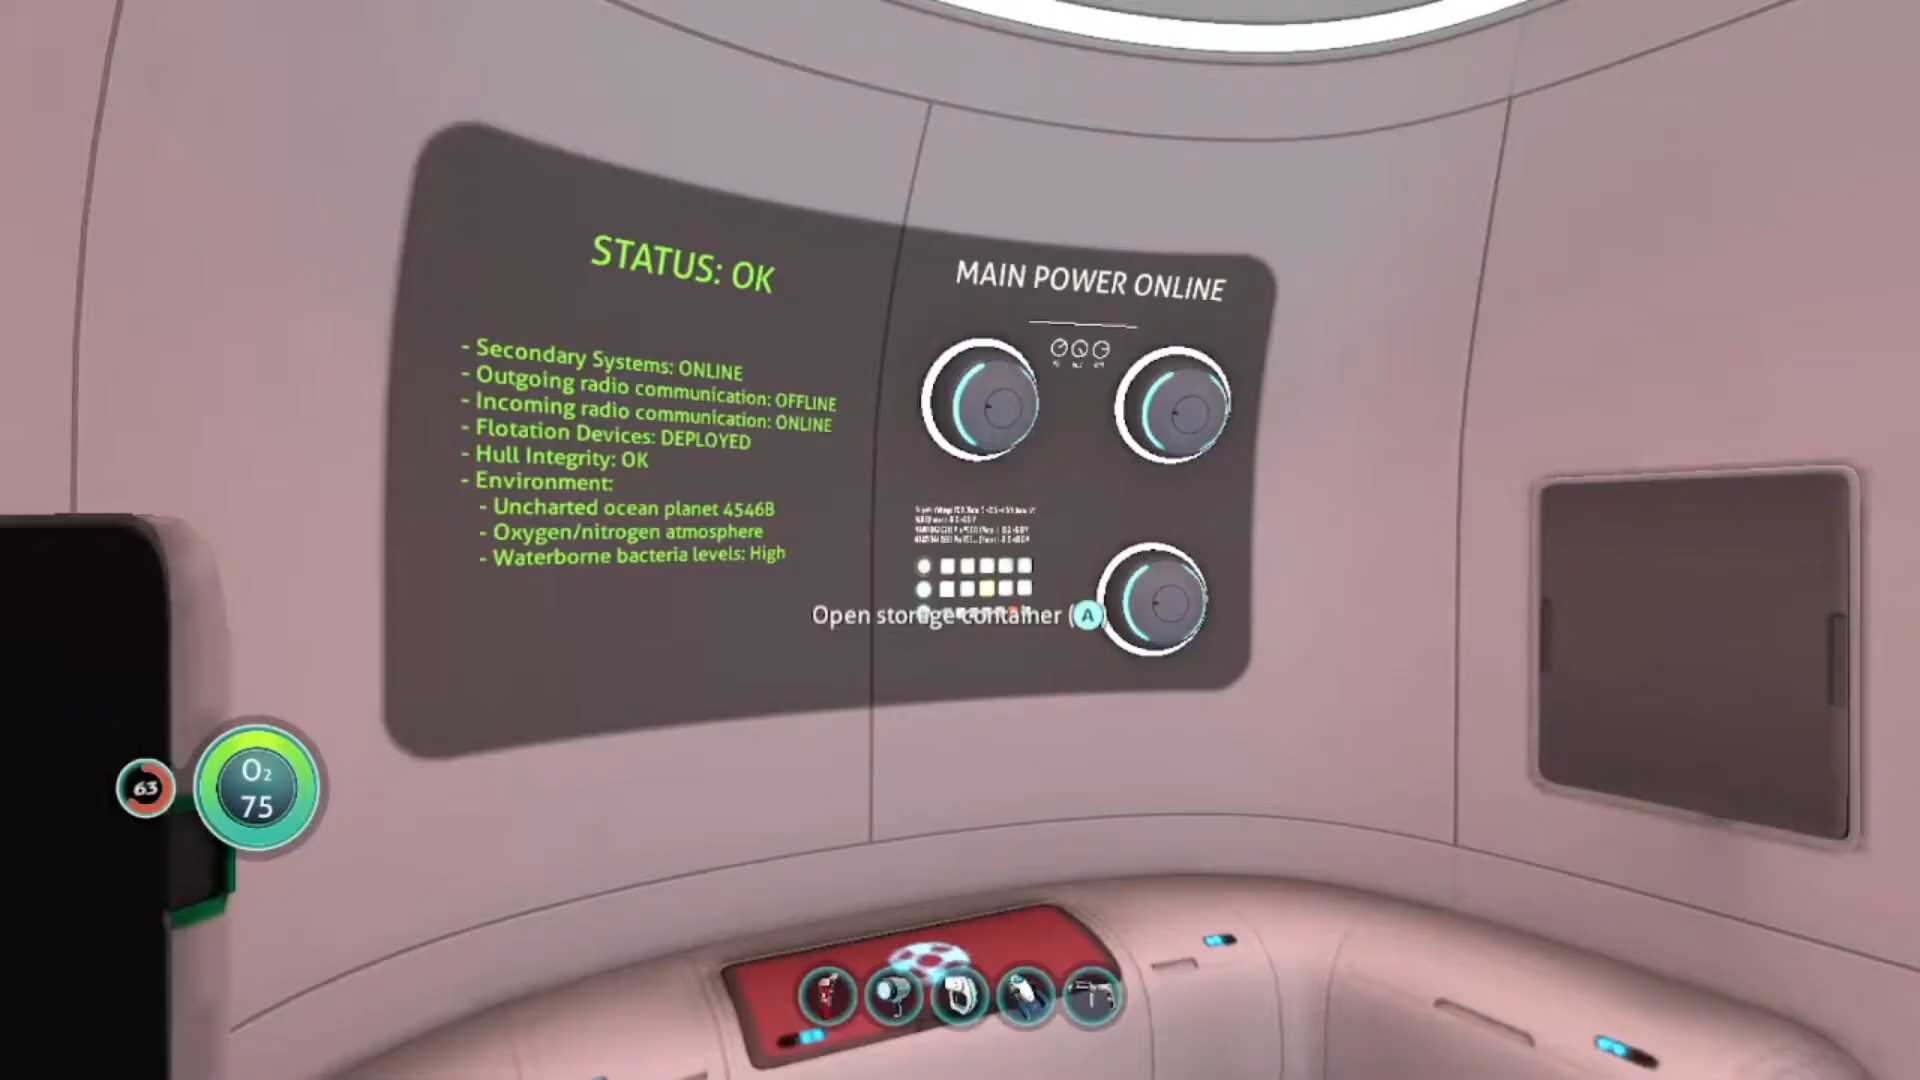 STATUS: OK
- Secondary Systems: ONLINE
- Outgoing radio communication: OFFLINE
- Incoming radio communication: ONLINE
- Flotation Devices: DEPLOYED
- Hull Integrity: OK
- Environment:
- Uncharted ocean planet 4546B
- Oxygen/nitrogen atmosphere
- Waterborne bacteria levels: High
MAIN POWER ONLINE
Open storage container (A
63
O2
75